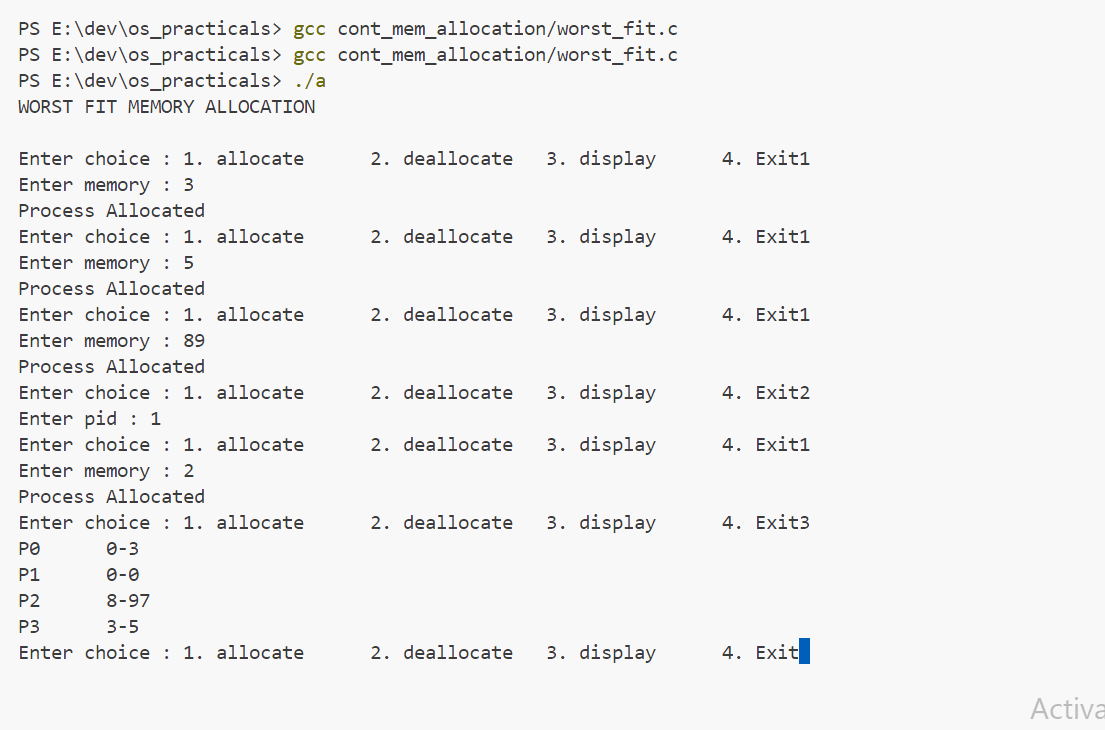 PS E:\dev\os_practicals> gcc cont_mem_allocation/worst_fit.c
PS E:\dev\os_practicals> gcc cont_mem_allocation/worst_fit.c
PS E:\dev\os_practicals> ./a
WORST FIT MEMORY ALLOCATION
Enter choice : 1. allocate 2. deallocate 3. display 4. Exit1
Enter memory : 3
Process Allocated
Enter choice : 1. allocate 2. deallocate 3. display 4. Exit1
Enter memory : 5
Process Allocated
Enter choice : 1. allocate 2. deallocate 3. display 4. Exit1
Enter memory : 89
Process Allocated
Enter choice : 1. allocate 2. deallocate 3. display 4. Exit2
Enter pid : 1
Enter choice : 1. allocate 2. deallocate 3. display 4. Exit1
Enter memory : 2
Process Allocated
Enter choice : 1. allocate 2. deallocate 3. display 4. Exit3
P0 0-3
P1 0-0
P2 8-97
P3 3-5
Enter choice : 1. allocate 2. deallocate 3. display 4. Exit
Activa